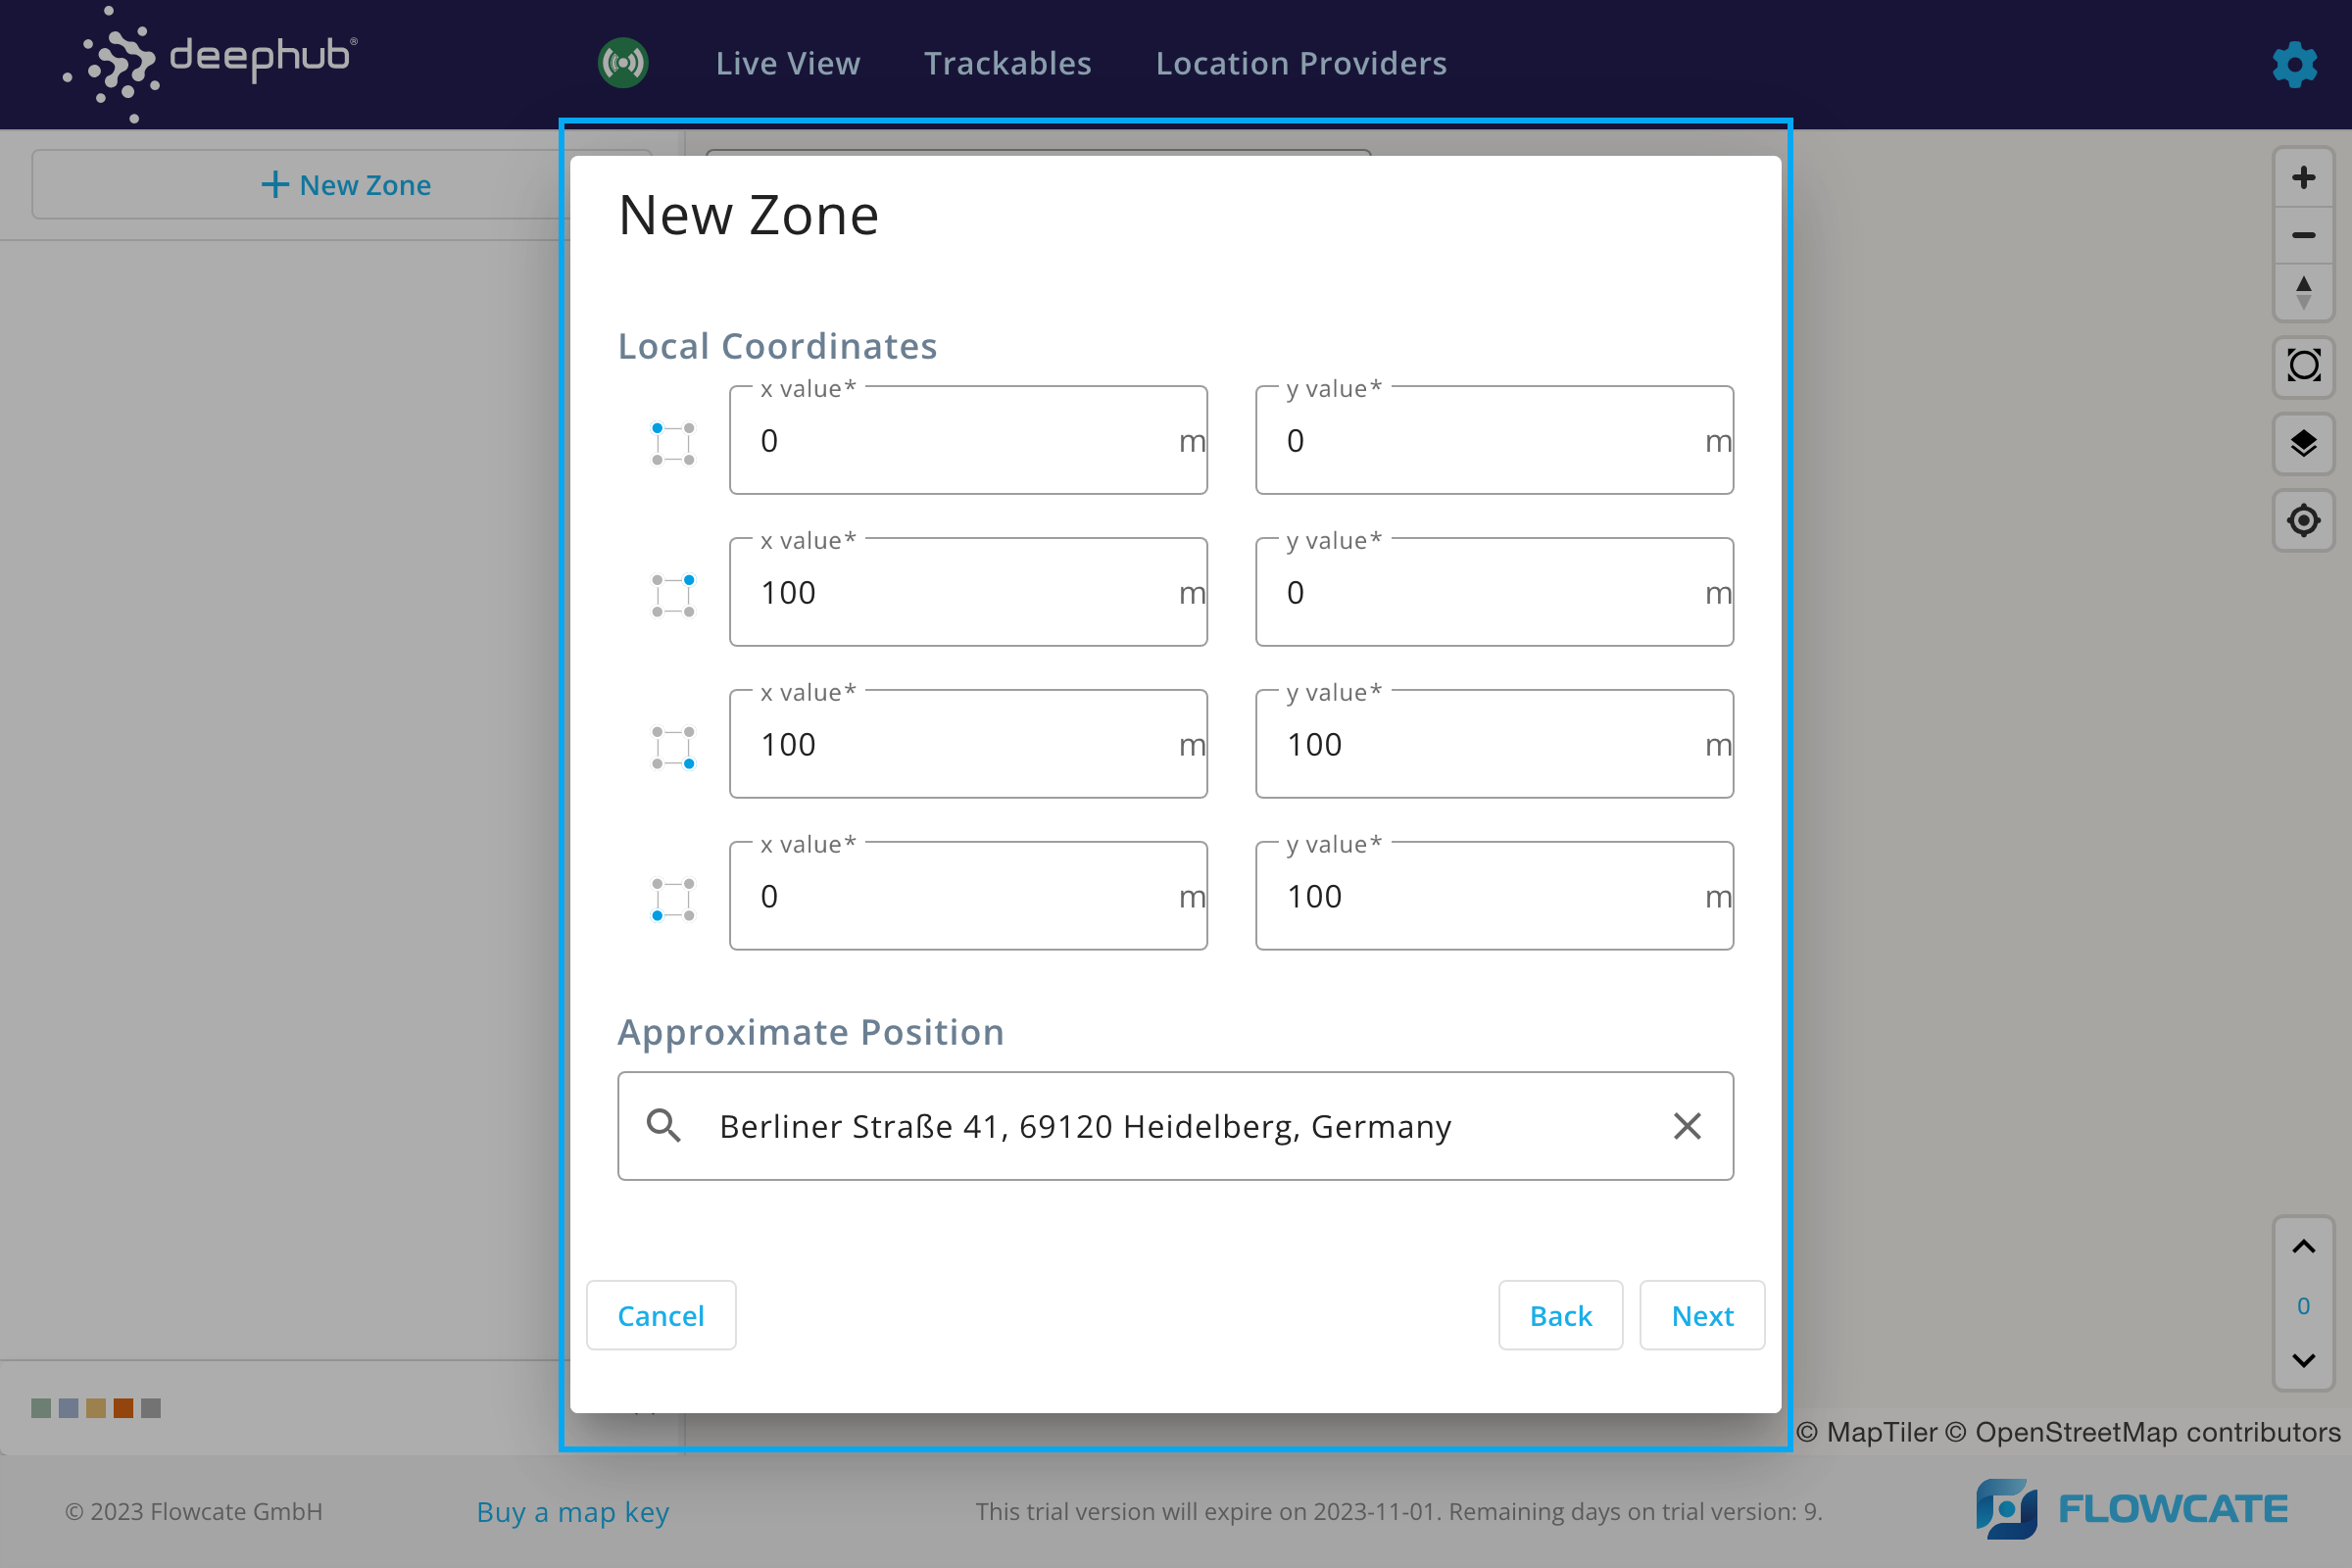 deephub®
Live View Trackables Location Providers
New Zone
New Zone
Local Coordinates
x value* y value*
0 m 0 m
x value* y value*
100 m 0 m
x value* y value*
100 m 100 m
x value* y value*
0 m 100 m
Approximate Position
Berliner Straße 41, 69120 Heidelberg, Germany
Cancel Back Next
0
© MapTiler © OpenStreetMap contributors
© 2023 Flowcate GmbH Buy a map key This trial version will expire on 2023-11-01. Remaining days on trial version: 9. FLOWCATE